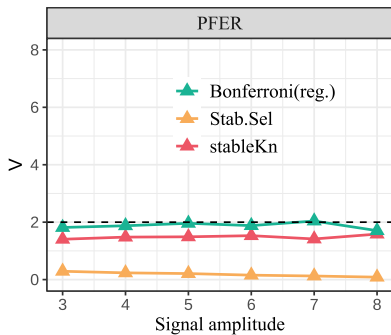 PFER
8
Bonferroni(reg.)
6
Stab.Sel
stableKn
4
V
2
0
3 4 5 6 7 8
Signal amplitude